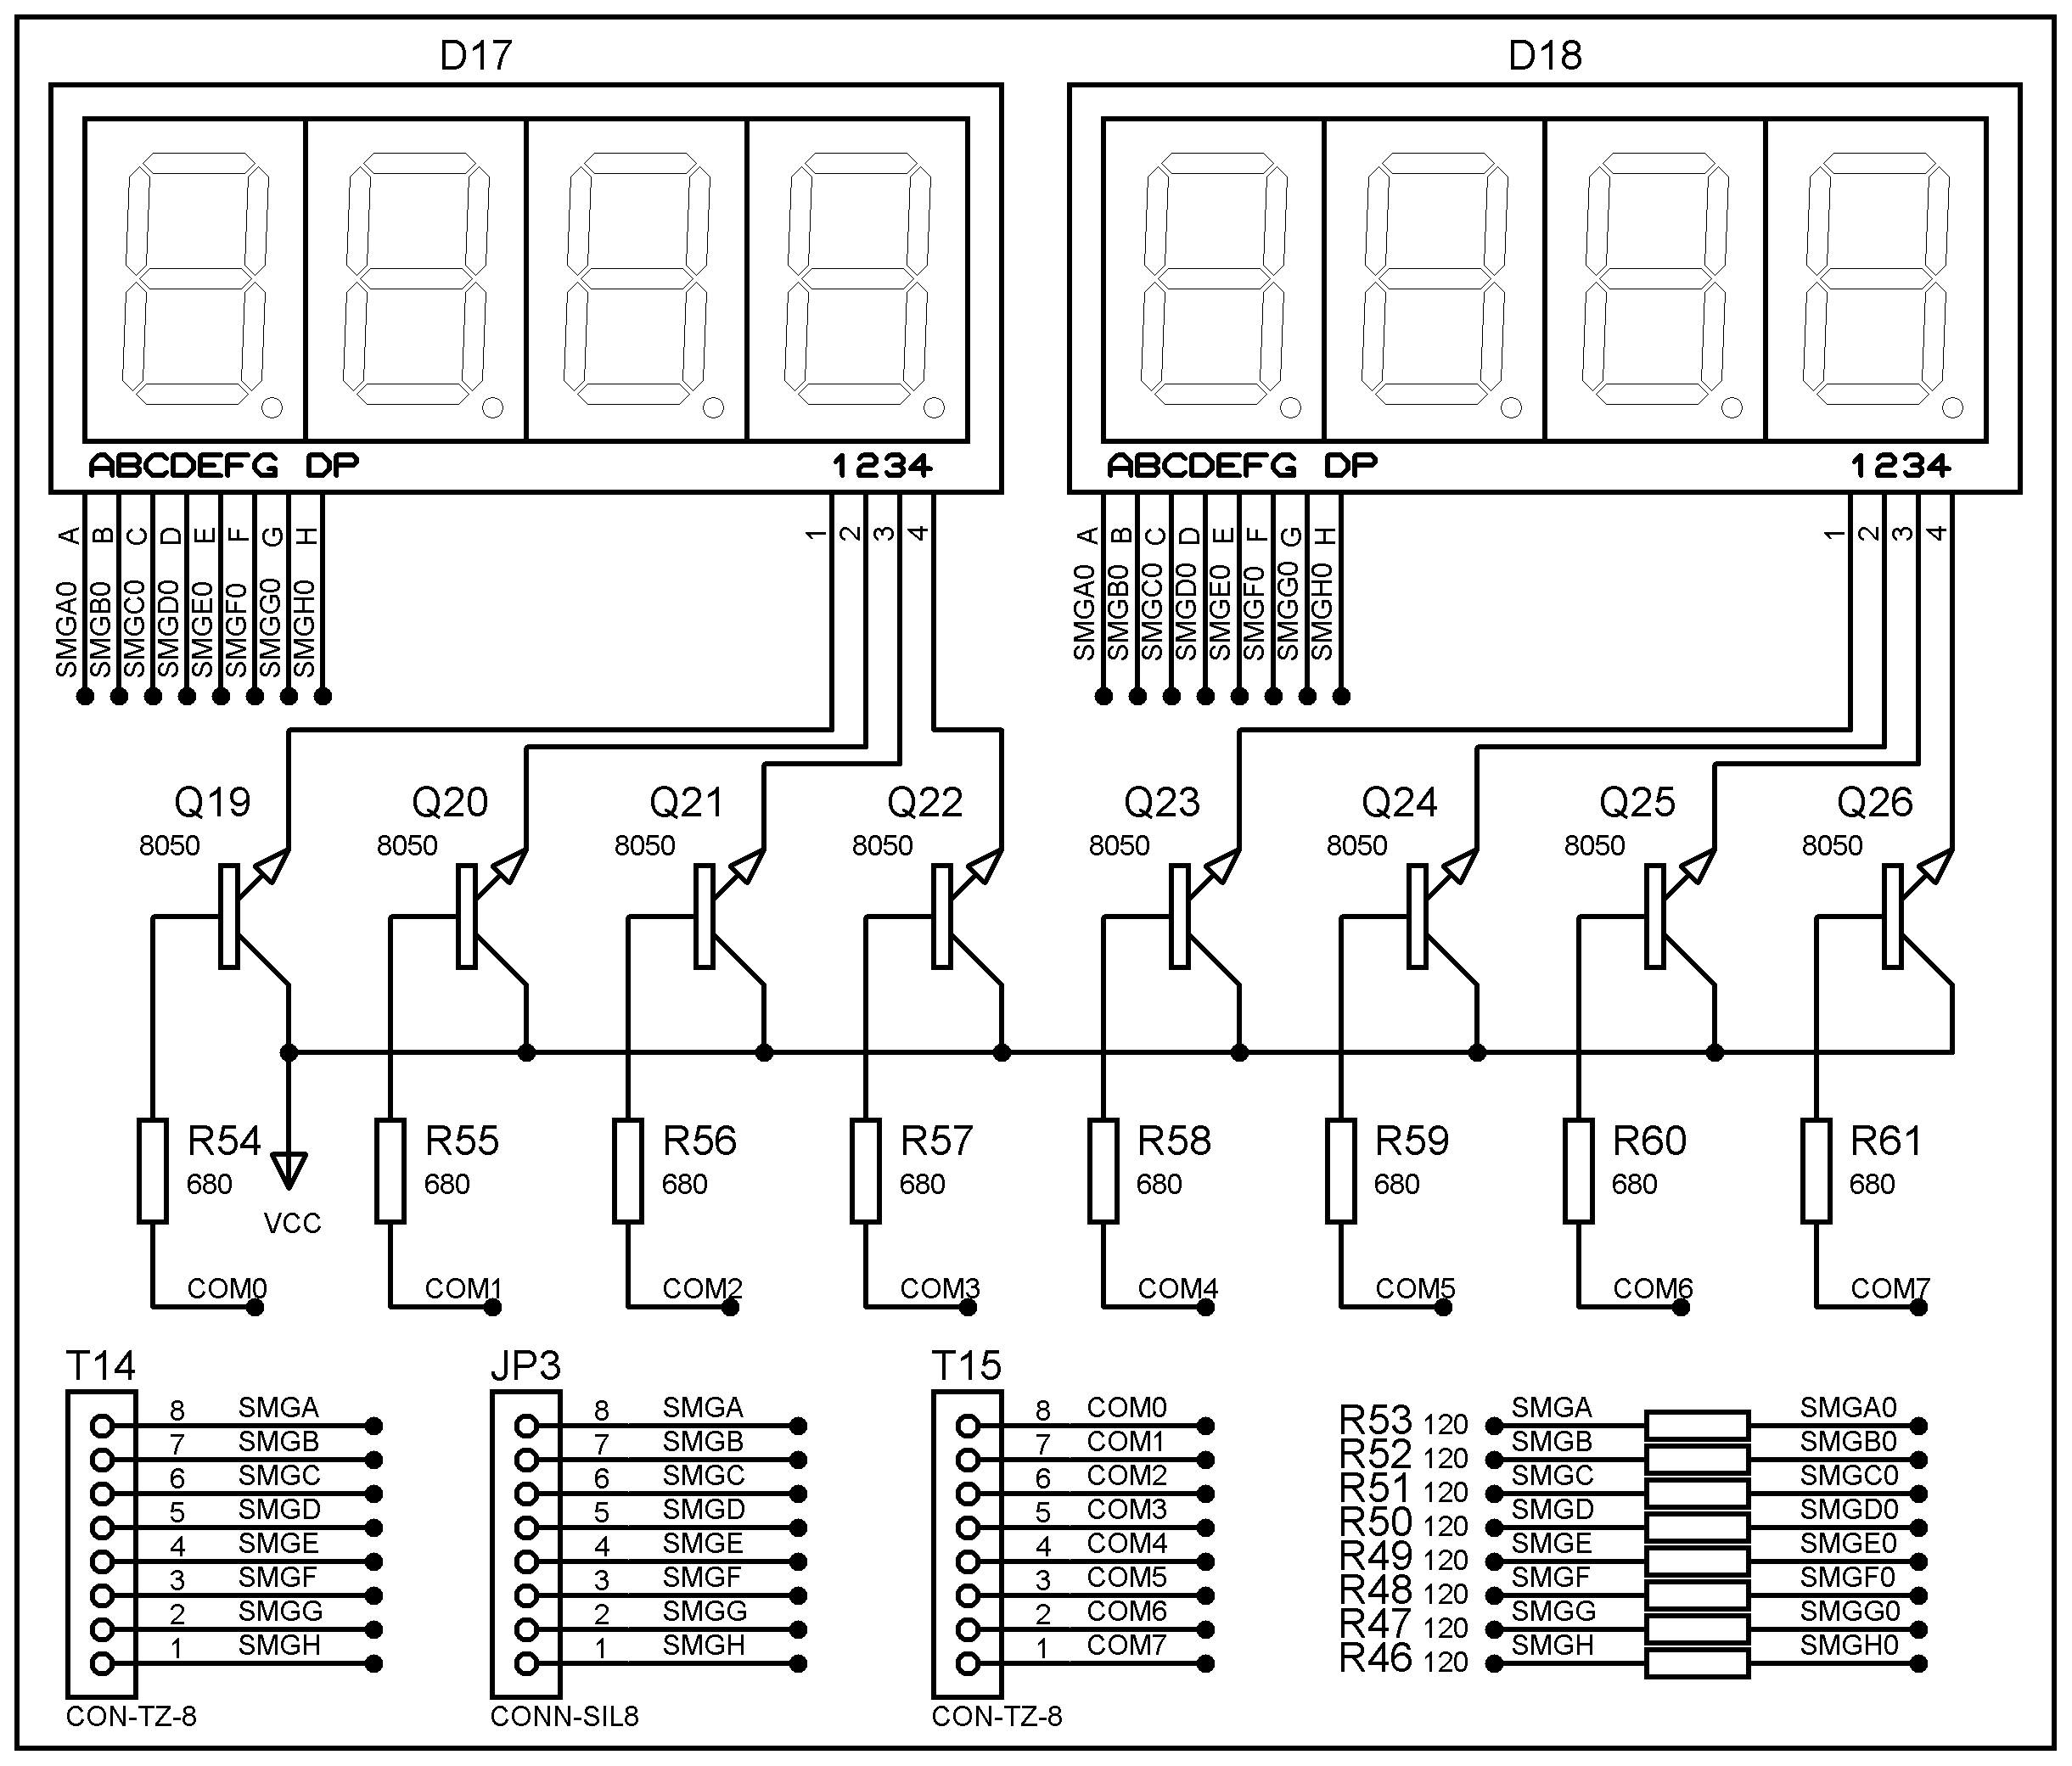 D17 D18
ABCDEFG DP 1234 ABCDEFG DP 1234
A B C D E F G H 1 2 3 4 A B C D E F G H 1 2 3 4
SMGA0 SMGB0 SMGC0 SMGD0 SMGE0 SMGF0 SMGG0 SMGH0 SMGA0 SMGB0 SMGC0 SMGD0 SMGE0 SMGF0 SMGG0 SMGH0
Q19 Q20 Q21 Q22 Q23 Q24 Q25 Q26
8050 8050 8050 8050 8050 8050 8050 8050
R54 R55 R56 R57 R58 R59 R60 R61
680 680 680 680 680 680 680 680
VCC
COM0 COM1 COM2 COM3 COM4 COM5 COM6 COM7
T14 JP3 T15
8 SMGA 8 SMGA 8 COM0 R53 120 SMGA SMGA0
7 SMGB 7 SMGB 7 COM1 R52 120 SMGB SMGB0
6 SMGC 6 SMGC 6 COM2 R51 120 SMGC SMGC0
5 SMGD 5 SMGD 5 COM3 R50 120 SMGD SMGD0
4 SMGE 4 SMGE 4 COM4 R49 120 SMGE SMGE0
3 SMGF 3 SMGF 3 COM5 R48 120 SMGF SMGF0
2 SMGG 2 SMGG 2 COM6 R47 120 SMGG SMGG0
1 SMGH 1 SMGH 1 COM7 R46 120 SMGH SMGH0
CON-TZ-8 CONN-SIL8 CON-TZ-8